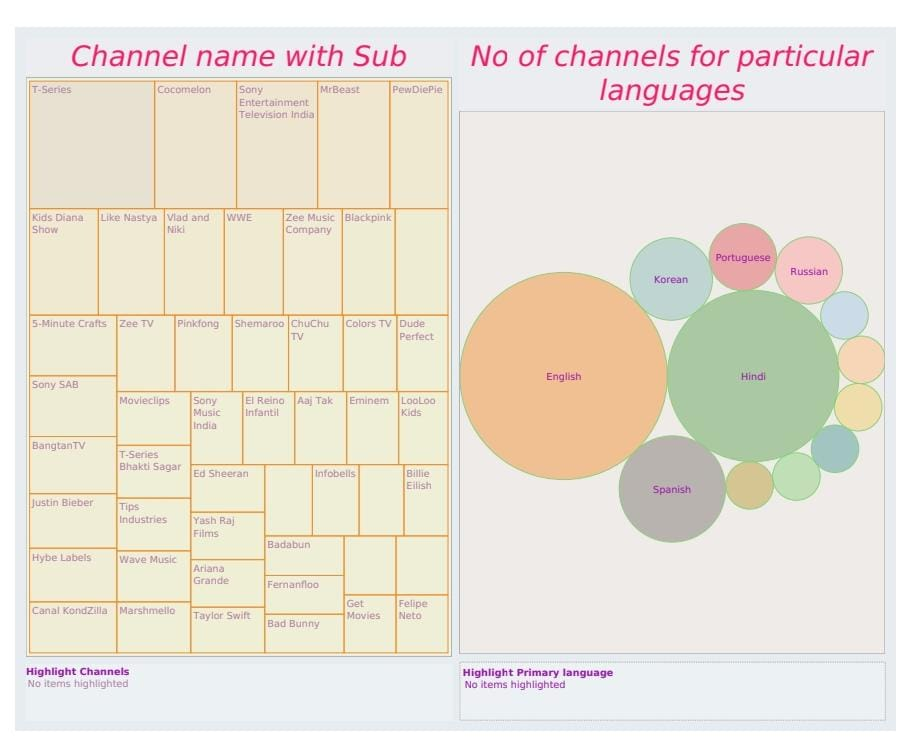 Channel name with Sub
T-Series
Cocomelon
Sony
Entertainment
Television India
MrBeast
PewDiePie
Kids Diana
Show
Like Nastya
Vlad and
Niki
WWE
Zee Music
Company
Blackpink
5-Minute Crafts
Zee TV
Pinkfong
Shemaroo
ChuChu
TV
Colors TV
Dude
Perfect
Sony SAB
Movieclips
Sony
Music
India
El Reino
Infantil
Aaj Tak
Eminem
LooLoo
Kids
BangtanTV
T-Series
Bhakti Sagar
Ed Sheeran
Infobells
Billie
Eilish
Justin Bieber
Tips
Industries
Yash Raj
Films
Badabun
Hybe Labels
Wave Music
Ariana
Grande
Fernanfloo
Canal KondZilla
Marshmello
Taylor Swift
Bad Bunny
Get
Movies
Felipe
Neto
Highlight Channels
No items highlighted
No of channels for particular
languages
Portuguese
Korean
Russian
English
Hindi
Spanish
Highlight Primary language
No items highlighted